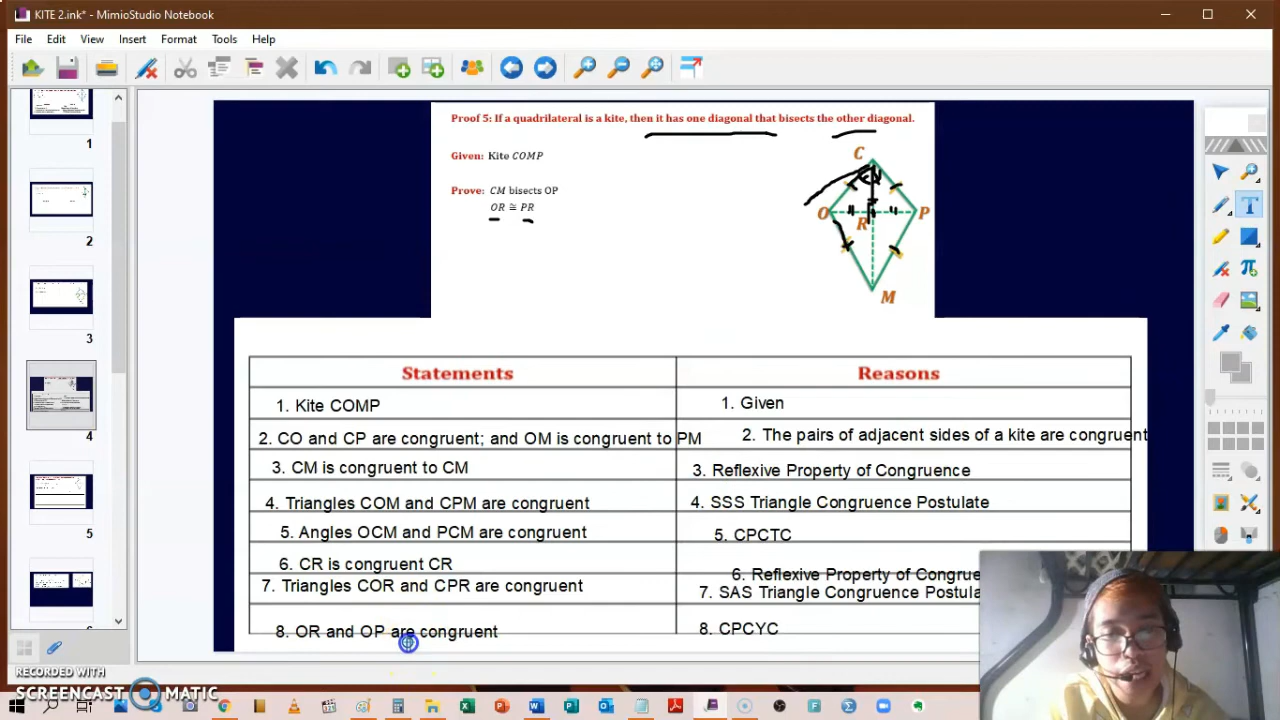 KITE 2.ink* - MimioStudio Notebook
File Edit View Insert Format Tools Help
1
2
3
4
5
Proof 5: If a quadrilateral is a kite, then it has one diagonal that bisects the other diagonal.
Given: Kite COMP
Prove: CM bisects OP
OR ≅ PR
C
O
P
R
M
Statements
Reasons
1. Kite COMP
1. Given
2. CO and CP are congruent; and OM is congruent to PM
2. The pairs of adjacent sides of a kite are congruent
3. CM is congruent to CM
3. Reflexive Property of Congruence
4. Triangles COM and CPM are congruent
4. SSS Triangle Congruence Postulate
5. Angles OCM and PCM are congruent
5. CPCTC
6. CR is congruent CR
6. Reflexive Property of Congrue
7. Triangles COR and CPR are congruent
7. SAS Triangle Congruence Postula
8. OR and OP are congruent
8. CPCYC
RECORDED WITH
SCREENCAST MATIC